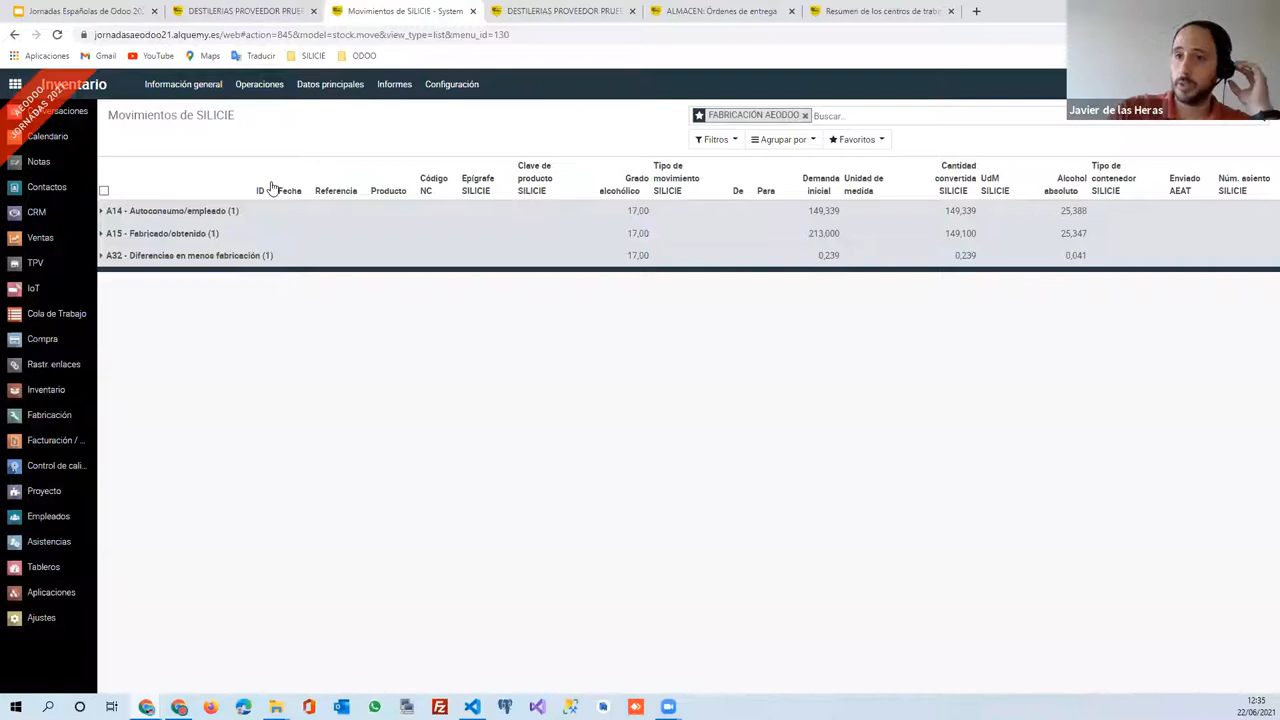 Jornadas Españolas de Odoo 202
DESTILERIAS PROVEEDOR PRUE
Movimientos de SILICIE - System
DESTILERIAS PROVEEDOR PRUE
ALMACEN: Órdenes de entrega
Resumen de los centros de trab
jornadasaeodoo21.alquemy.es/web#action=845&model=stock.move&view_type=list&menu_id=130
Aplicaciones
Gmail
YouTube
Maps
Traducir
SILICIE
ODOO
Inventario
Información general
Operaciones
Datos principales
Informes
Configuración
Javier de las Heras
AEODOO
JORNADAS 2021
Movimientos de SILICIE
FABRICACIÓN AEODOO
Buscar...
Filtros
Agrupar por
Favoritos
ID
Fecha
Referencia
Producto
Código NC
Epígrafe SILICIE
Clave de producto SILICIE
Grado alcohólico
Tipo de movimiento SILICIE
De
Para
Demanda inicial
Unidad de medida
Cantidad convertida SILICIE
UdM SILICIE
Alcohol absoluto
Tipo de contenedor SILICIE
Enviado AEAT
Núm. asiento SILICIE
A14 - Autoconsumo/empleado (1) 17,00 149,339 149,339 25,388
A15 - Fabricado/obtenido (1) 17,00 213,000 149,100 25,347
A32 - Diferencias en menos fabricación (1) 17,00 0,239 0,239 0,041
Conversaciones
Calendario
Notas
Contactos
CRM
Ventas
TPV
IoT
Cola de Trabajo
Compra
Rastr. enlaces
Inventario
Fabricación
Facturación / ...
Control de cali...
Proyecto
Empleados
Asistencias
Tableros
Aplicaciones
Ajustes
12:35
22/06/2021